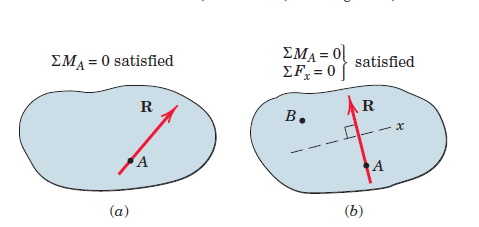 ΣM_A = 0 satisfied
R
A
(a)
ΣM_A = 0
ΣF_x = 0
} satisfied
B
R
x
A
(b)